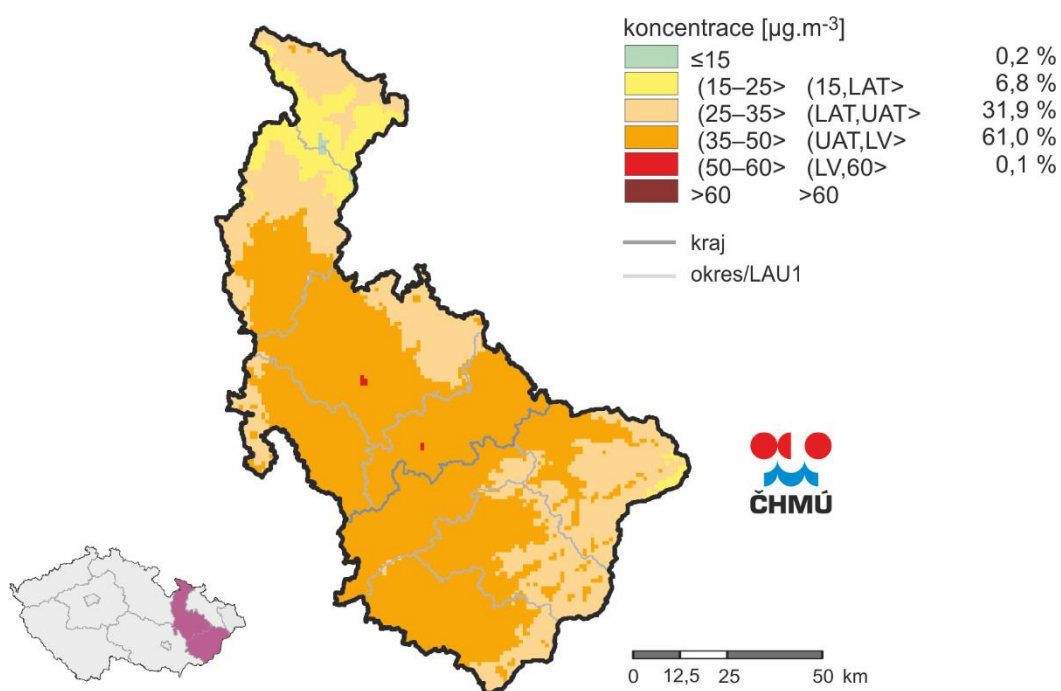 koncentrace [µg.m⁻³]
≤15 0,2 %
(15–25> (15,LAT> 6,8 %
(25–35> (LAT,UAT> 31,9 %
(35–50> (UAT,LV> 61,0 %
(50–60> (LV,60> 0,1 %
>60 >60
kraj
okres/LAU1
ČHMÚ
0 12,5 25 50 km